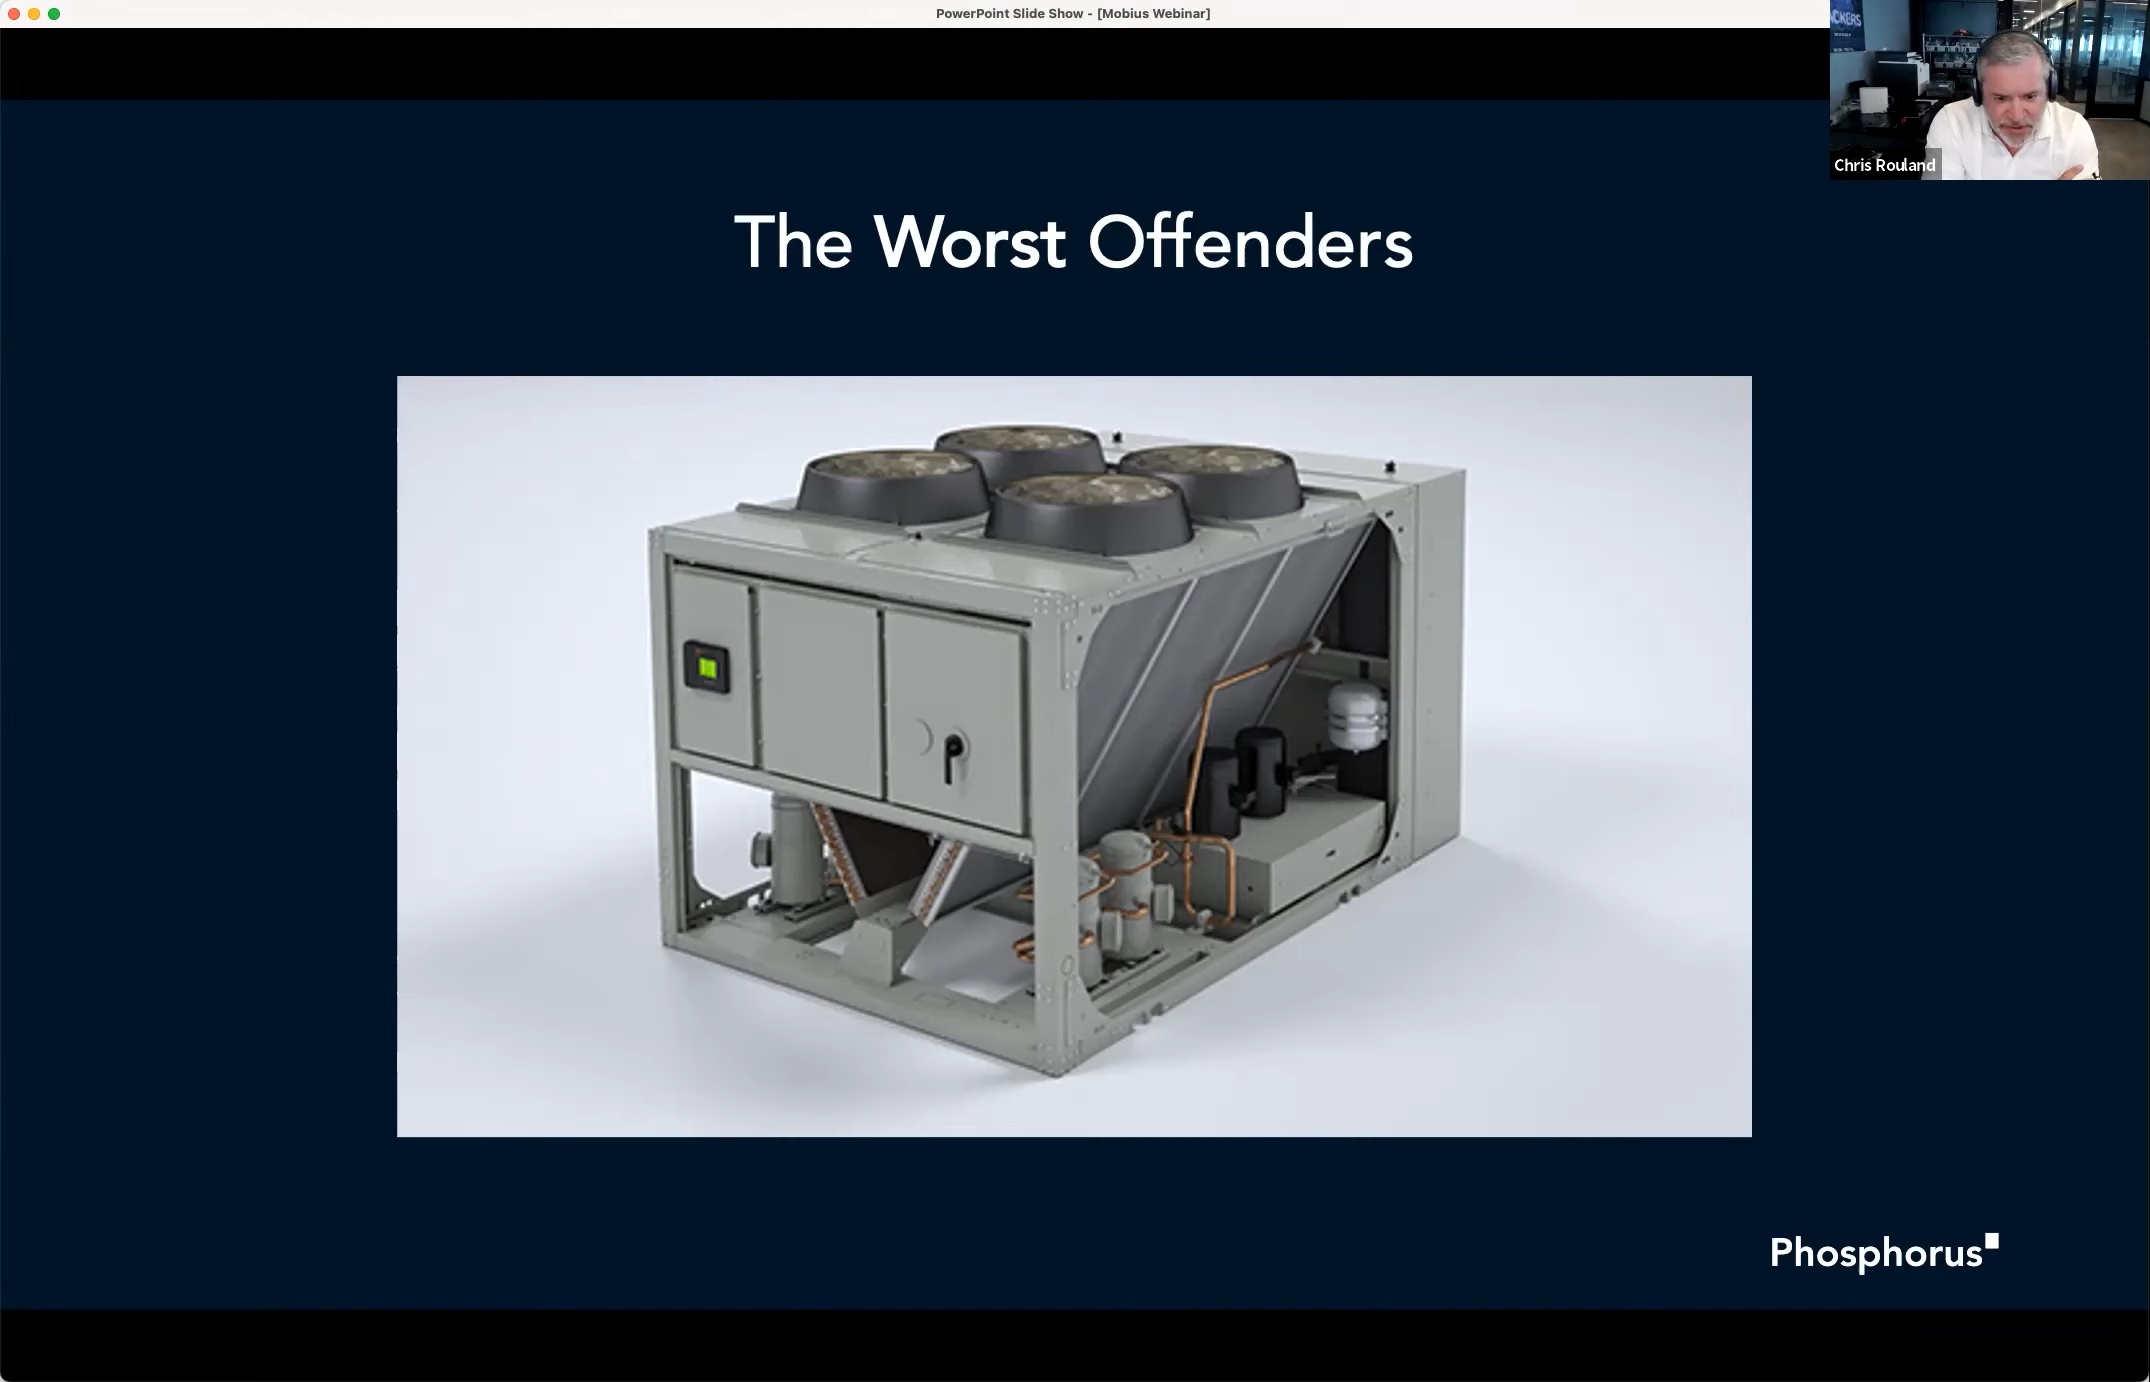 PowerPoint Slide Show - [Mobius Webinar]
Chris Rouland
The Worst Offenders
Phosphorus